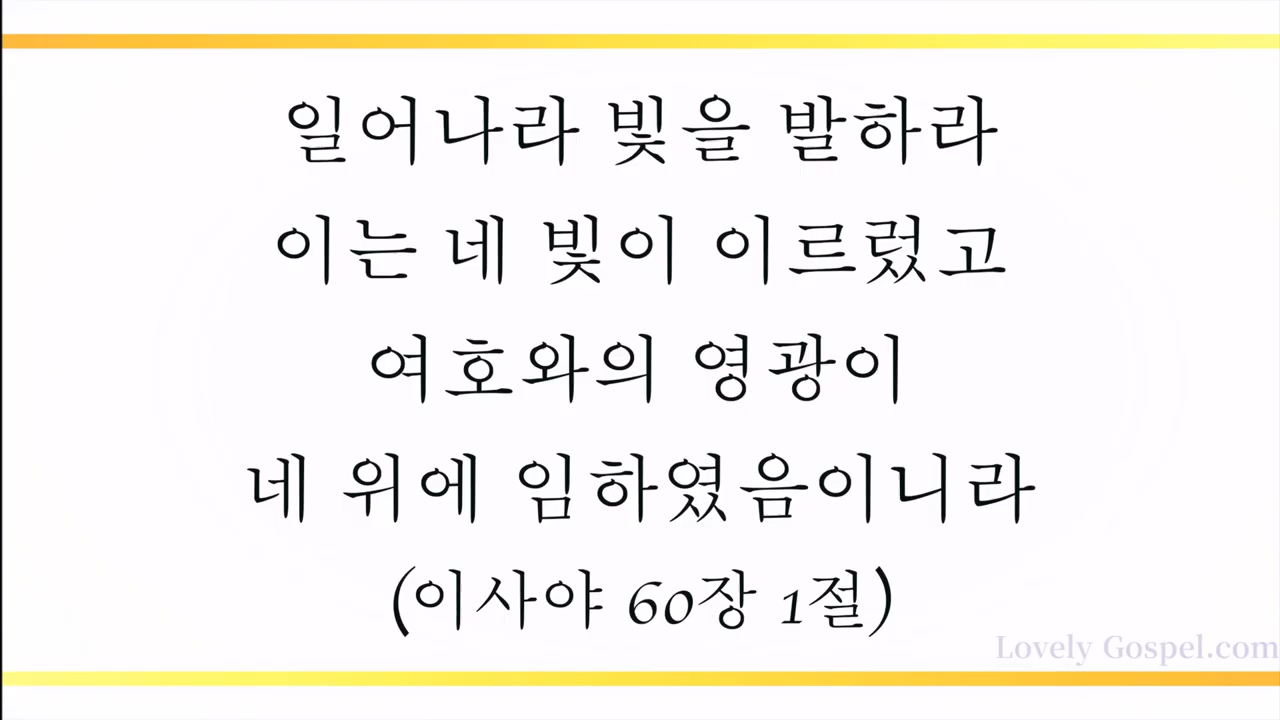 일어나라 빛을 발하라
이는 네 빛이 이르렀고
여호와의 영광이
네 위에 임하였음이니라
(이사야 60장 1절)
Lovely Gospel.com